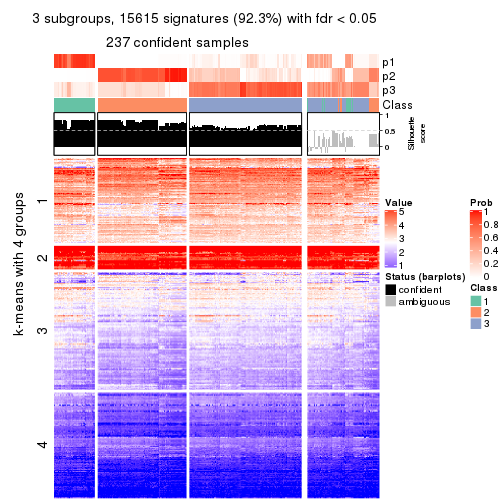 3 subgroups, 15615 signatures (92.3%) with fdr < 0.05
237 confident samples
p1
p2
p3
Class
1
0.5
0
Silhouette
score
k-means with 4 groups
1
2
3
4
Value
5
4
3
2
1
Status (barplots)
confident
ambiguous
Prob
1
0.8
0.6
0.4
0.2
0
Class
1
2
3